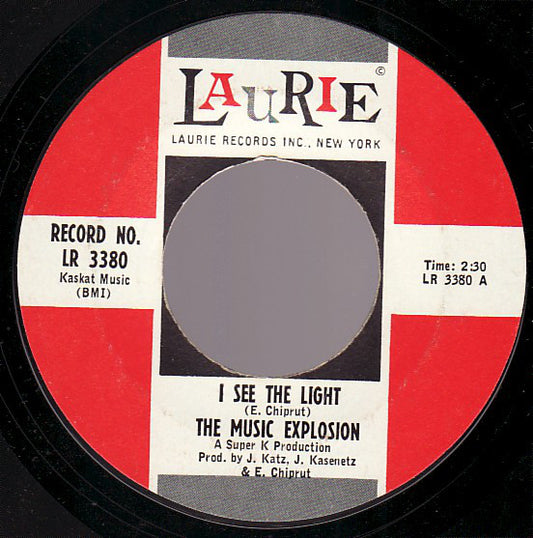 LAURIE ©
LAURIE RECORDS INC., NEW YORK
RECORD NO.
LR 3380
Kaskat Music
(BMI)
Time: 2:30
LR 3380 A
I SEE THE LIGHT
(E. Chiprut)
THE MUSIC EXPLOSION
A Super K Production
Prod. by J. Katz, J. Kasenetz
& E. Chiprut